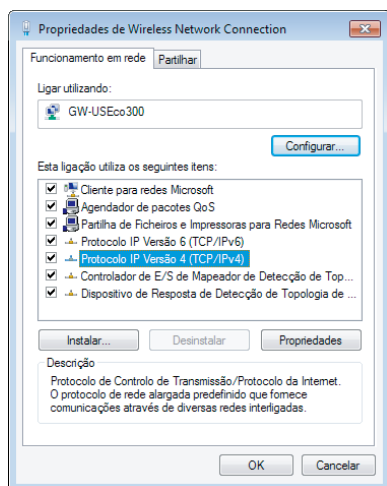 Propriedades de Wireless Network Connection
Funcionamento em rede Partilhar
Ligar utilizando:
GW-USEco300
Configurar...
Esta ligação utiliza os seguintes itens:
Cliente para redes Microsoft
Agendador de pacotes QoS
Partilha de Ficheiros e Impressoras para Redes Microsoft
Protocolo IP Versão 6 (TCP/IPv6)
Protocolo IP Versão 4 (TCP/IPv4)
Controlador de E/S de Mapeador de Detecção de Top...
Dispositivo de Resposta de Detecção de Topologia de ...
Instalar... Desinstalar Propriedades
Descrição
Protocolo de Controlo de Transmissão/Protocolo da Internet.
O protocolo de rede alargada predefinido que fornece
comunicações através de diversas redes interligadas.
OK Cancelar